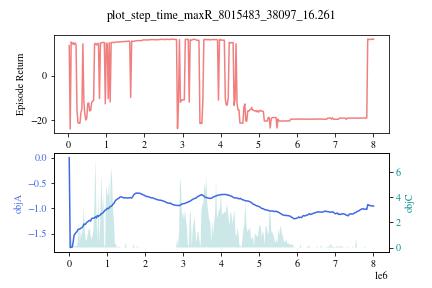 plot_step_time_maxR_8015483_38097_16.261
Episode Return
0
−20
0 1 2 3 4 5 6 7 8
objA
0.0
−0.5
−1.0
−1.5
objC
6
4
2
0
0 1 2 3 4 5 6 7 8
1e6